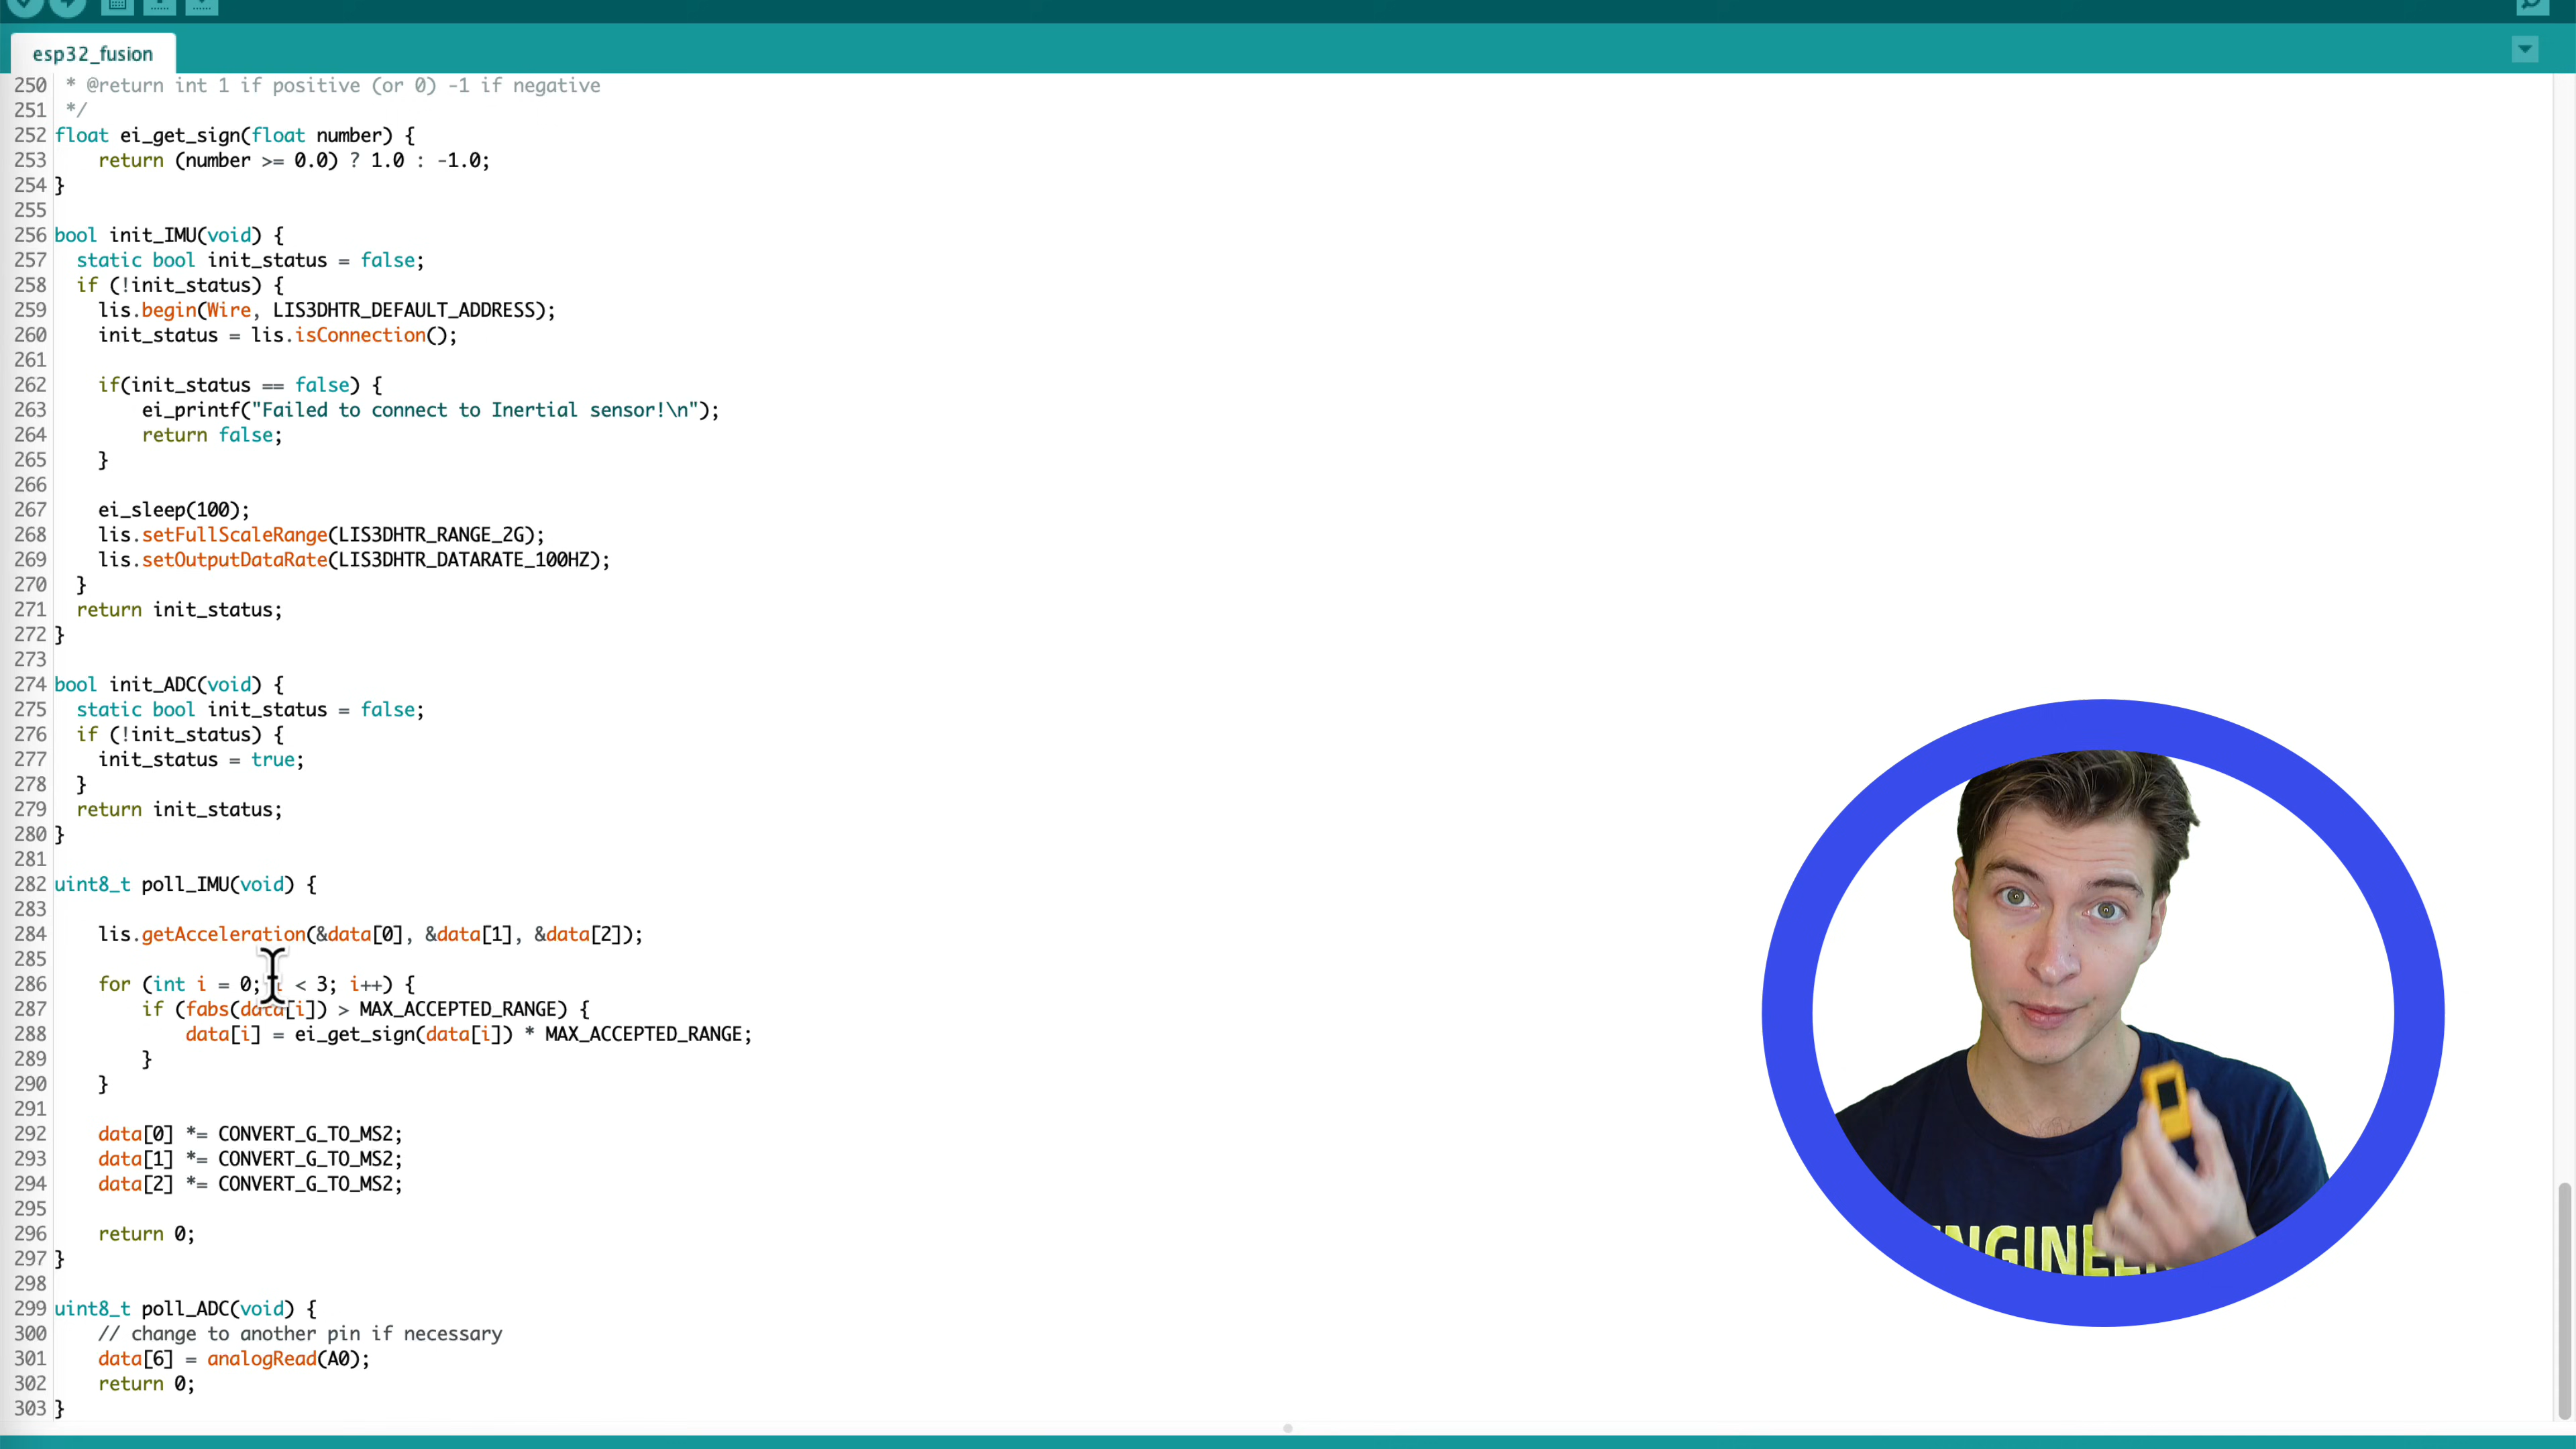 esp32_fusion
250 * @return int 1 if positive (or 0) -1 if negative
251 */
252 float ei_get_sign(float number) {
253 return (number >= 0.0) ? 1.0 : -1.0;
254 }
255
256 bool init_IMU(void) {
257 static bool init_status = false;
258 if (!init_status) {
259 lis.begin(Wire, LIS3DHTR_DEFAULT_ADDRESS);
260 init_status = lis.isConnection();
261
262 if(init_status == false) {
263 ei_printf("Failed to connect to Inertial sensor!\n");
264 return false;
265 }
266
267 ei_sleep(100);
268 lis.setFullScaleRange(LIS3DHTR_RANGE_2G);
269 lis.setOutputDataRate(LIS3DHTR_DATARATE_100HZ);
270 }
271 return init_status;
272 }
273
274 bool init_ADC(void) {
275 static bool init_status = false;
276 if (!init_status) {
277 init_status = true;
278 }
279 return init_status;
280 }
281
282 uint8_t poll_IMU(void) {
283
284 lis.getAcceleration(&data[0], &data[1], &data[2]);
285
286 for (int i = 0; i < 3; i++) {
287 if (fabs(data[i]) > MAX_ACCEPTED_RANGE) {
288 data[i] = ei_get_sign(data[i]) * MAX_ACCEPTED_RANGE;
289 }
290 }
291
292 data[0] *= CONVERT_G_TO_MS2;
293 data[1] *= CONVERT_G_TO_MS2;
294 data[2] *= CONVERT_G_TO_MS2;
295
296 return 0;
297 }
298
299 uint8_t poll_ADC(void) {
300 // change to another pin if necessary
301 data[6] = analogRead(A0);
302 return 0;
303 }